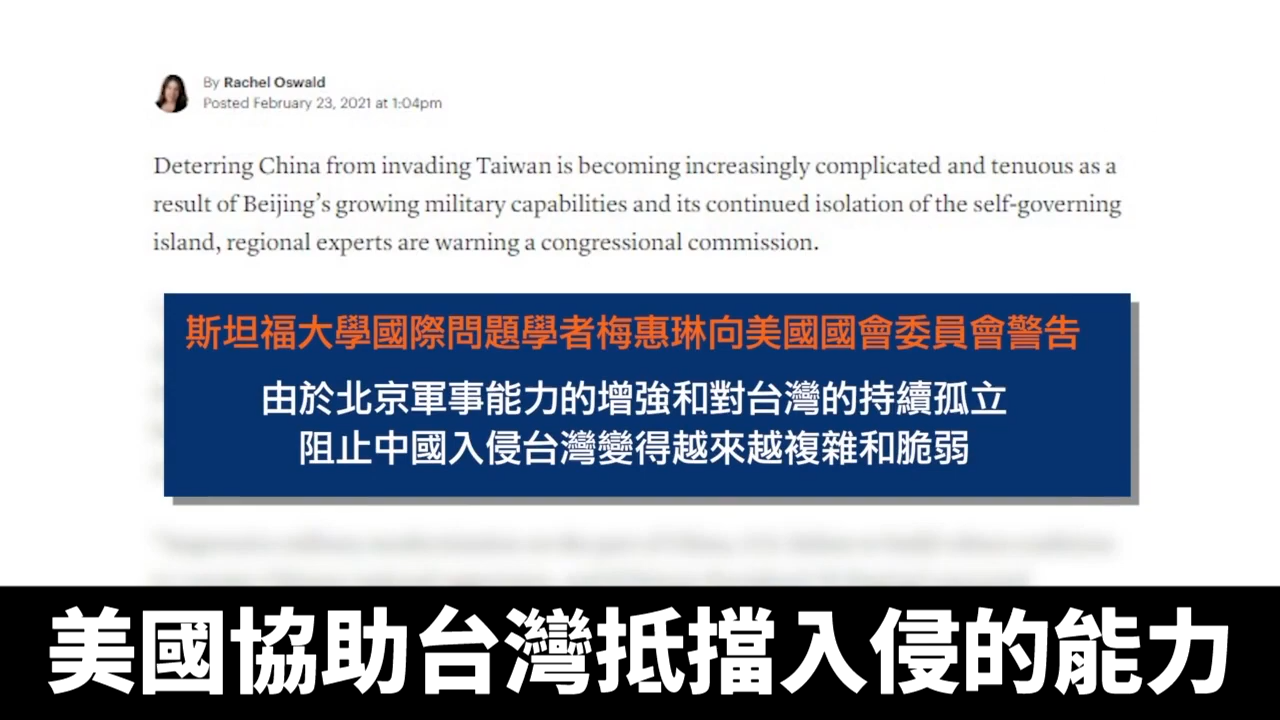 By Rachel Oswald
Posted February 23, 2021 at 1:04pm
Deterring China from invading Taiwan is becoming increasingly complicated and tenuous as a
result of Beijing’s growing military capabilities and its continued isolation of the self-governing
island, regional experts are warning a congressional commission.
斯坦福大學國際問題學者梅惠琳向美國國會委員會警告
由於北京軍事能力的增強和對台灣的持續孤立
阻止中國入侵台灣變得越來越複雜和脆弱
美國協助台灣抵擋入侵的能力